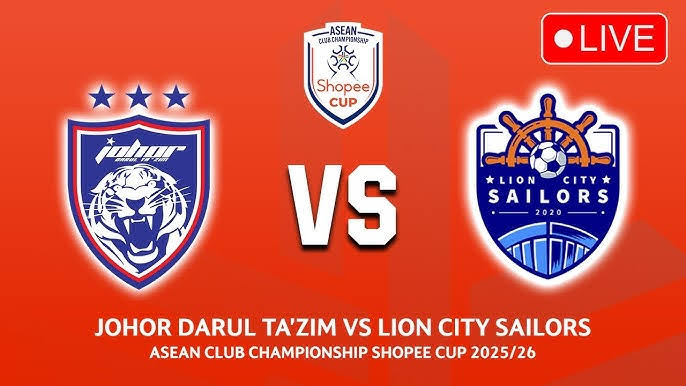 ASEAN
CLUB CHAMPIONSHIP
Shopee
CUP
LIVE
johor
DARUL TA'ZIM
VS
LION CITY
SAILORS
2020
JOHOR DARUL TA'ZIM VS LION CITY SAILORS
ASEAN CLUB CHAMPIONSHIP SHOPEE CUP 2025/26